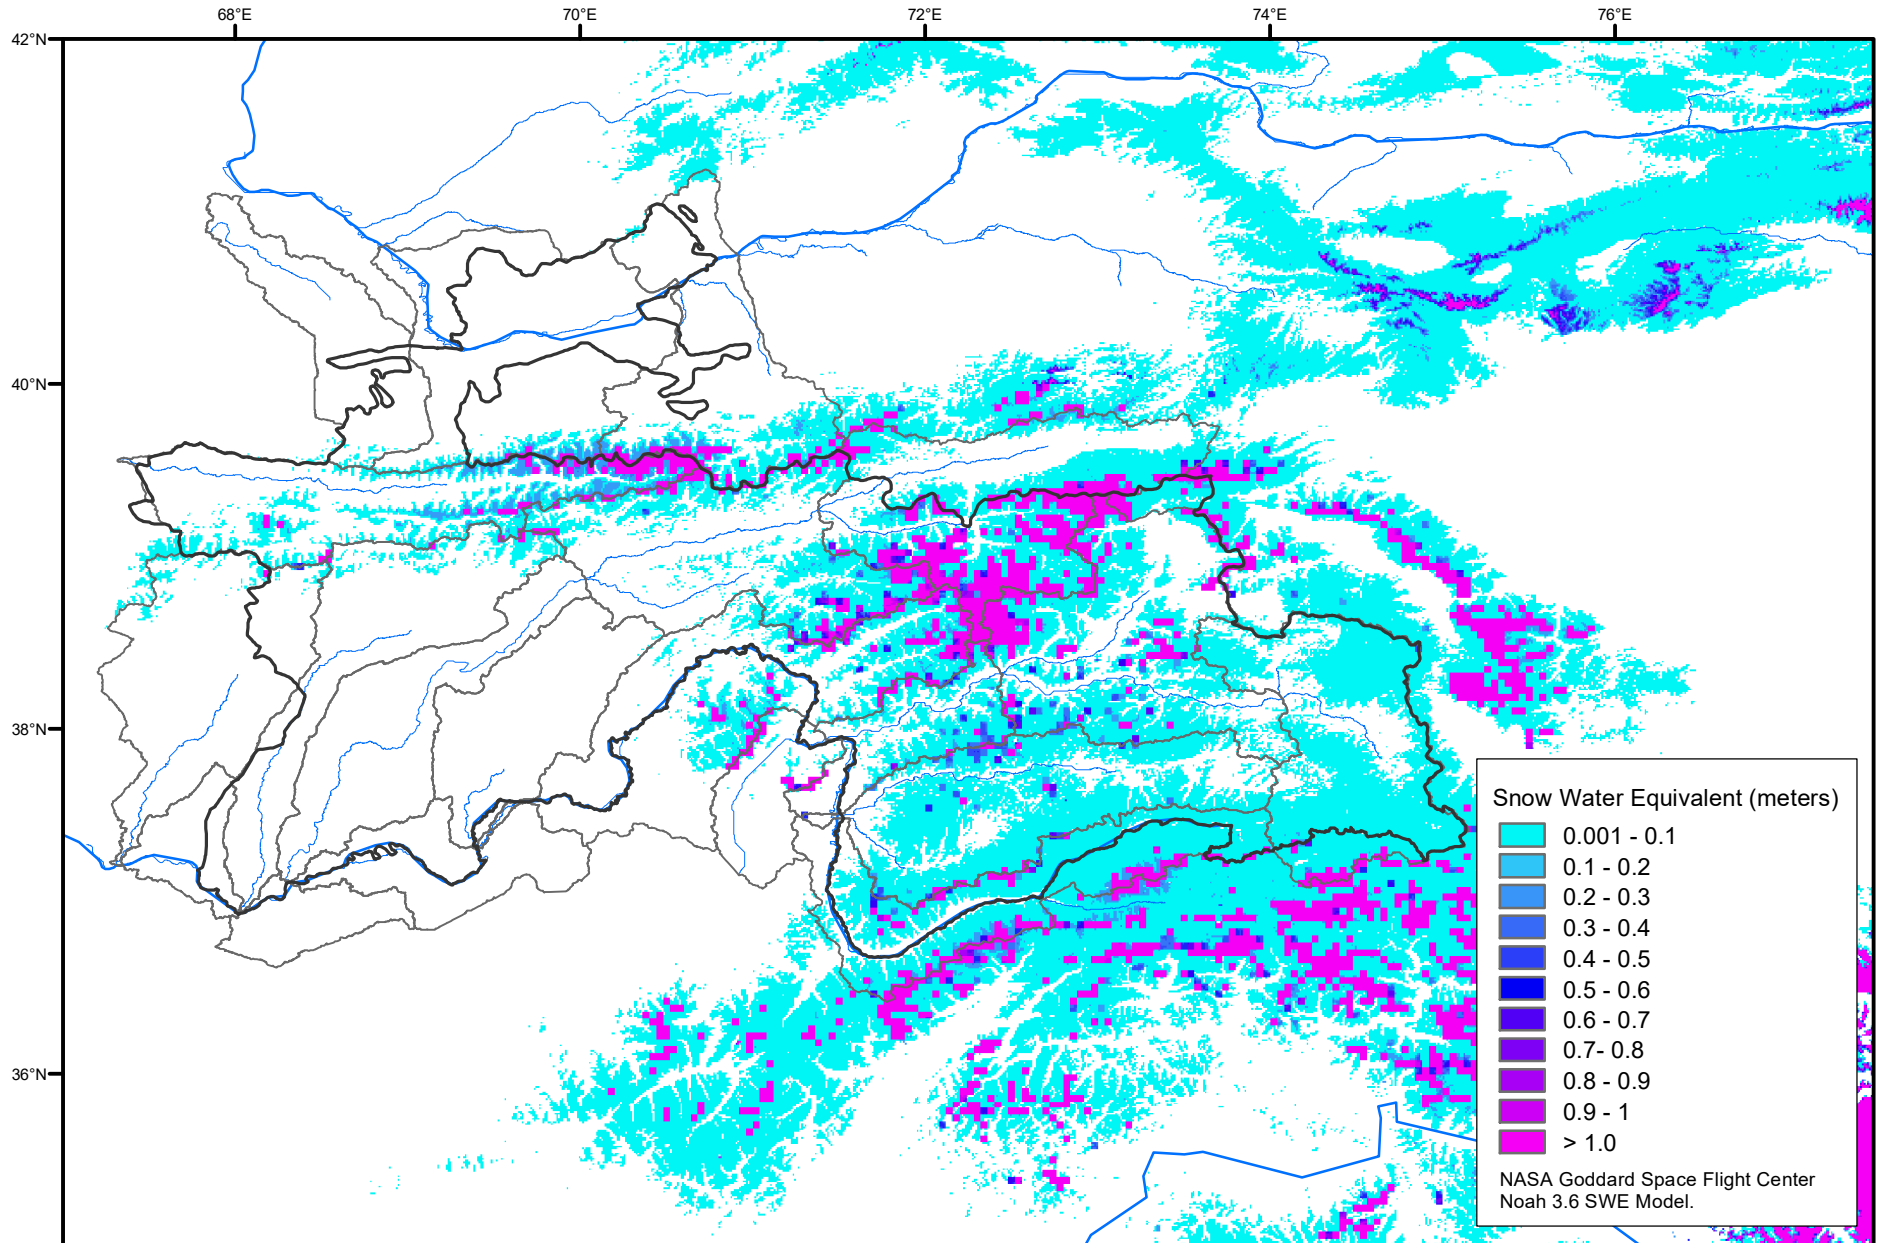 68°E 70°E 72°E 74°E 76°E
42°N
40°N
38°N
36°N
Snow Water Equivalent (meters)
0.001 - 0.1
0.1 - 0.2
0.2 - 0.3
0.3 - 0.4
0.4 - 0.5
0.5 - 0.6
0.6 - 0.7
0.7- 0.8
0.8 - 0.9
0.9 - 1
> 1.0
NASA Goddard Space Flight Center
Noah 3.6 SWE Model.